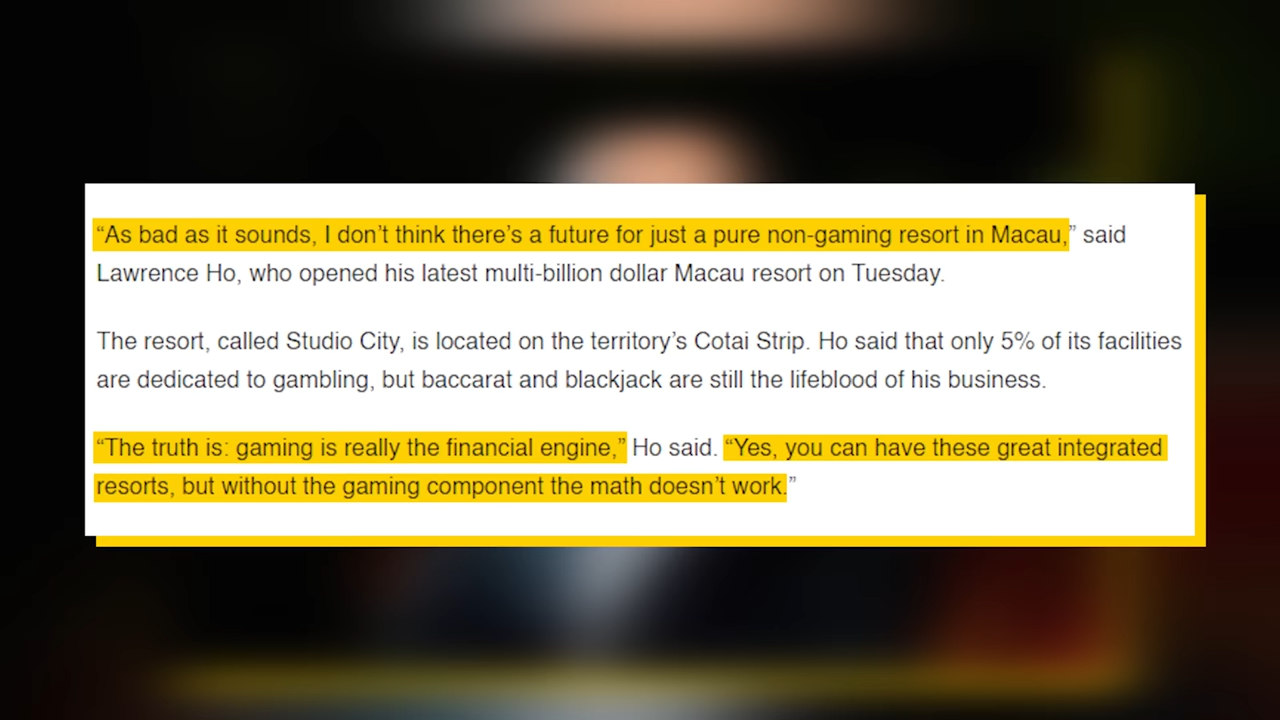 “As bad as it sounds, I don’t think there’s a future for just a pure non-gaming resort in Macau,” said
Lawrence Ho, who opened his latest multi-billion dollar Macau resort on Tuesday.
The resort, called Studio City, is located on the territory’s Cotai Strip. Ho said that only 5% of its facilities
are dedicated to gambling, but baccarat and blackjack are still the lifeblood of his business.
“The truth is: gaming is really the financial engine,” Ho said. “Yes, you can have these great integrated
resorts, but without the gaming component the math doesn’t work.”